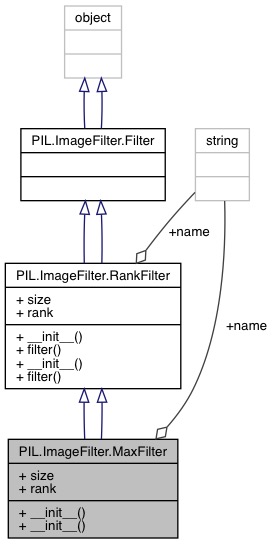 object
PIL.ImageFilter.Filter
string
+name
PIL.ImageFilter.RankFilter
+ size
+ rank
+ __init__()
+ filter()
+ __init__()
+ filter()
+name
PIL.ImageFilter.MaxFilter
+ size
+ rank
+ __init__()
+ __init__()